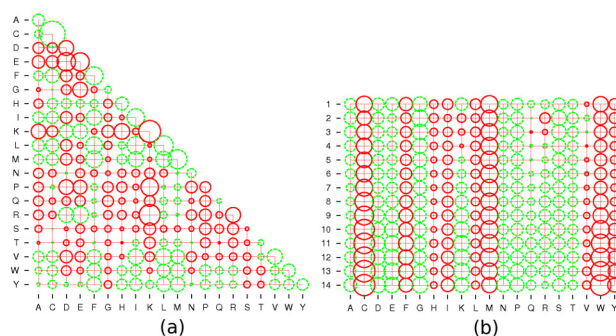 A
C
D
E
F
G
H
I
K
L
M
N
P
Q
R
S
T
V
W
Y
A C D E F G H I K L M N P Q R S T V W Y
(a)
1
2
3
4
5
6
7
8
9
10
11
12
13
14
A C D E F G H I K L M N P Q R S T V W Y
(b)